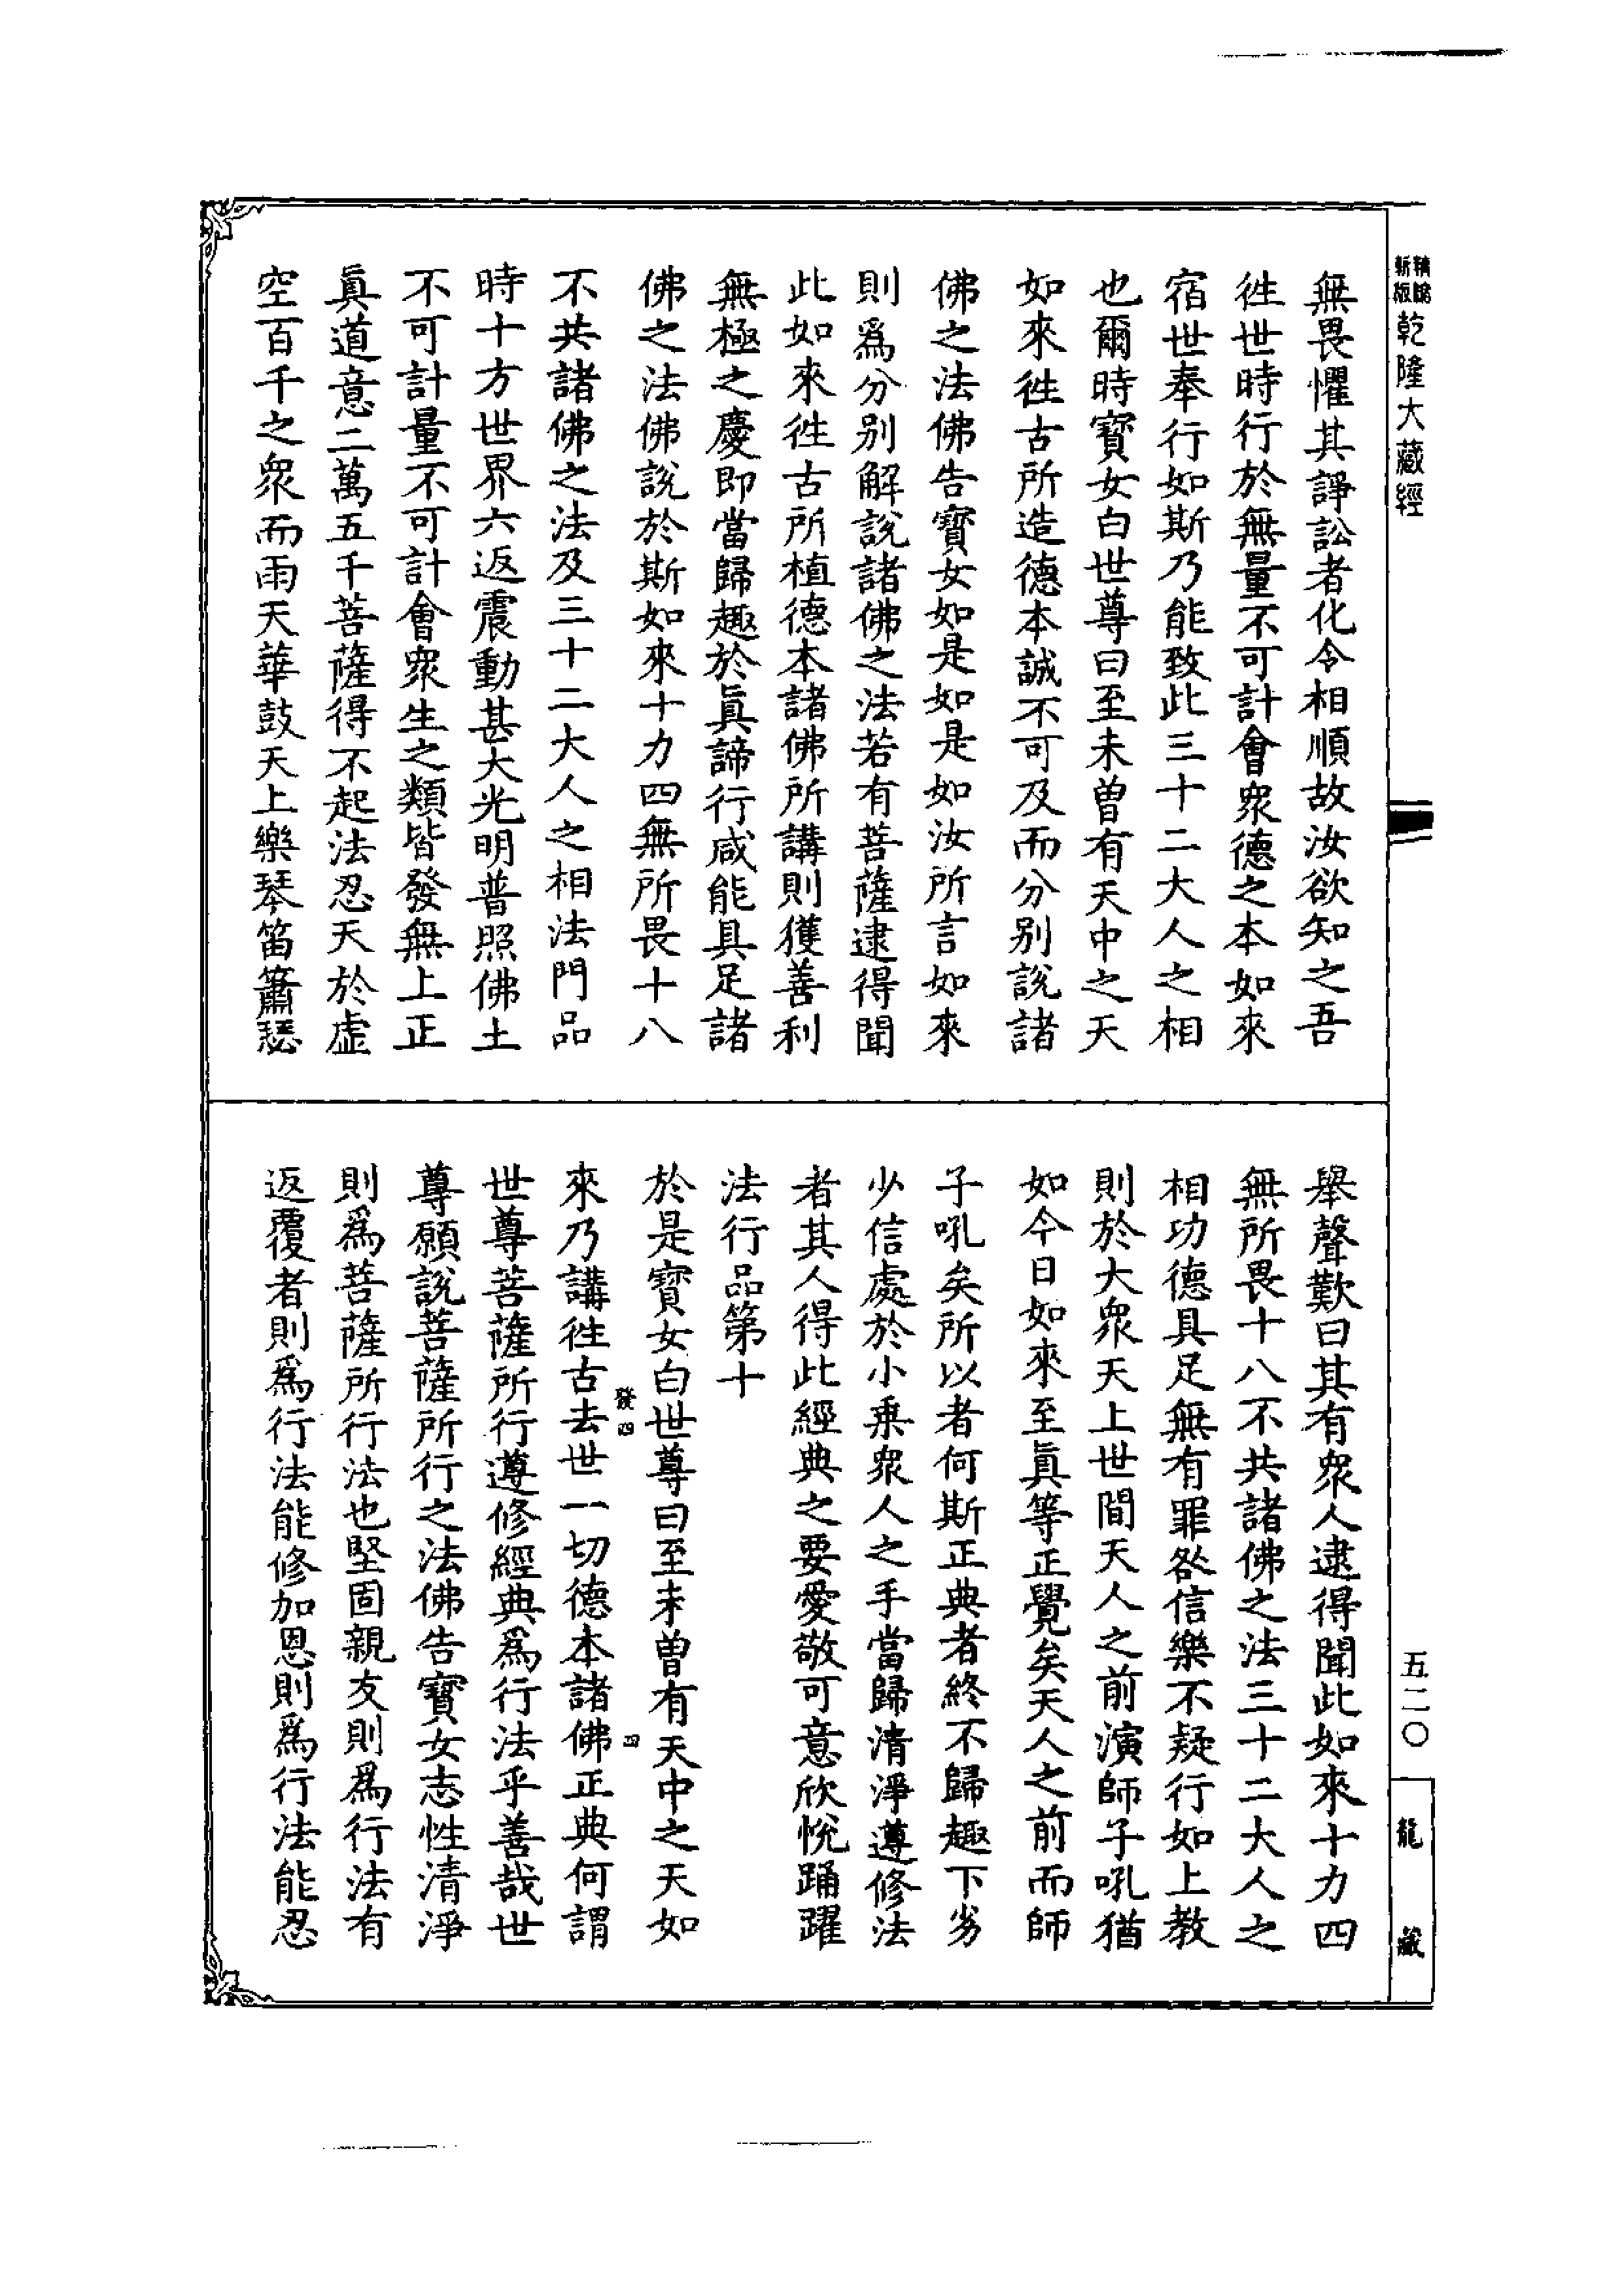 精縮新版乾隆大藏經
無畏懼其諍訟者化令相順故汝欲知之吾
徃世時行於無量不可計會衆德之本如來
宿世奉行如斯乃能致此三十二大人之相
也爾時寳女白世尊曰至未曽有天中之天
如來徃古所造德本誠不可及而分别說諸
佛之法佛告寳女如是如是如汝所言如來
則爲分别解說諸佛之法若有菩薩逮得聞
此如來徃古所植德本諸佛所講則獲善利
無極之慶即當歸趣於眞諦行咸能具足諸
佛之法佛說於斯如來十力四無所畏十八
不共諸佛之法及三十二大人之相法門品
時十方世界六返震動甚大光明普照佛土
不可計量不可計會衆生之類皆發無上正
眞道意二萬五千菩薩得不起法忍天於虚
空百千之衆而雨天華鼓天上樂琴笛簫瑟
舉聲歎曰其有衆人逮得聞此如來十力四
無所畏十八不共諸佛之法三十二大人之
相功德具足無有罪咎信樂不疑行如上教
則於大衆天上世間天人之前演師子吼猶
如今日如來至眞等正覺矣天人之前而師
子吼矣所以者何斯正典者終不歸趣下劣
少信處於小乗衆人之手當歸清淨遵修法
者其人得此經典之要愛敬可意欣悅踊躍
法行品第十
於是寳女白世尊曰至未曽有天中之天如
發四
四
來乃講徃古去世一切德本諸佛正典何謂
世尊菩薩所行遵修經典爲行法乎善哉世
尊願說菩薩所行之法佛告寳女志性清淨
則爲菩薩所行法也堅固親友則爲行法有
返覆者則爲行法能修加恩則爲行法能忍
五二〇
龍藏